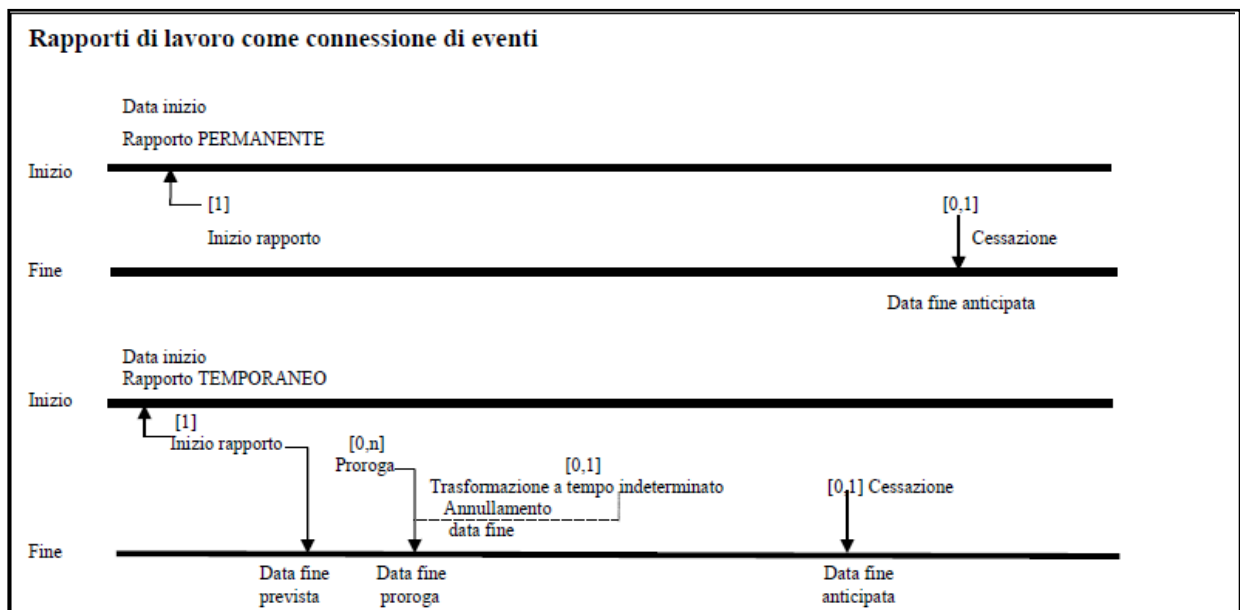 Rapporti di lavoro come connessione di eventi
Data inizio
Rapporto PERMANENTE
Inizio
[1]
[0,1]
Inizio rapporto
Cessazione
Fine
Data fine anticipata
Data inizio
Rapporto TEMPORANEO
Inizio
[1]
Inizio rapporto
[0,n]
Proroga
[0,1]
Trasformazione a tempo indeterminato
Annullamento
data fine
[0,1] Cessazione
Fine
Data fine
prevista
Data fine
proroga
Data fine
anticipata